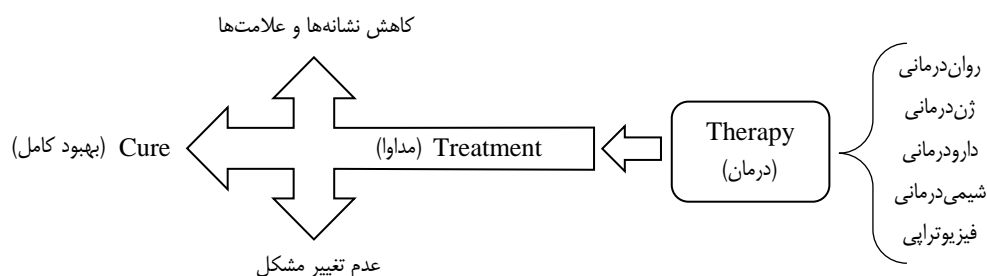 کاهش نشانه‌ها و علامت‌ها
روان‌درمانی
ژن‌درمانی
دارودرمانی
شیمی‌درمانی
فیزیوتراپی
Therapy
(درمان)
Treatment (مداوا)
Cure (بهبود کامل)
عدم تغییر مشکل